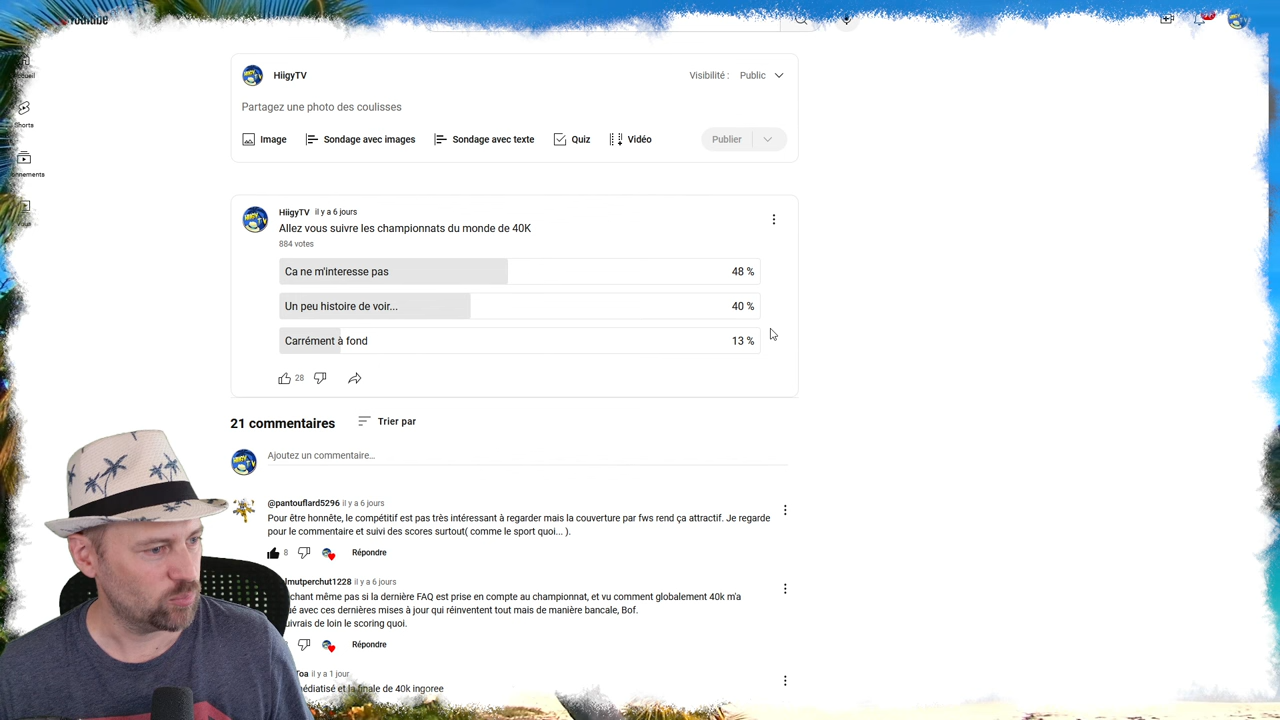 YouTube
HiigyTV
Visibilité :
Public
Partagez une photo des coulisses
Image
Sondage avec images
Sondage avec texte
Quiz
Vidéo
Publier
Shorts
HiigyTV il y a 6 jours
Allez vous suivre les championnats du monde de 40K
884 votes
Ca ne m'interesse pas 48 %
Un peu histoire de voir... 40 %
Carrément à fond 13 %
28
21 commentaires
Trier par
Ajoutez un commentaire...
@pantouflard5296 il y a 6 jours
Pour être honnête, le compétitif est pas très intéressant à regarder mais la couverture par fws rend ça attractif. Je regarde
pour le commentaire et suivi des scores surtout( comme le sport quoi... ).
8
Répondre
lmutperchut1228 il y a 6 jours
chant même pas si la dernière FAQ est prise en compte au championnat, et vu comment globalement 40k m'a
ué avec ces dernières mises à jour qui réinventent tout mais de manière bancale, Bof.
uivrais de loin le scoring quoi.
Répondre
Toa il y a 1 jour
édiatisé et la finale de 40k ingoree